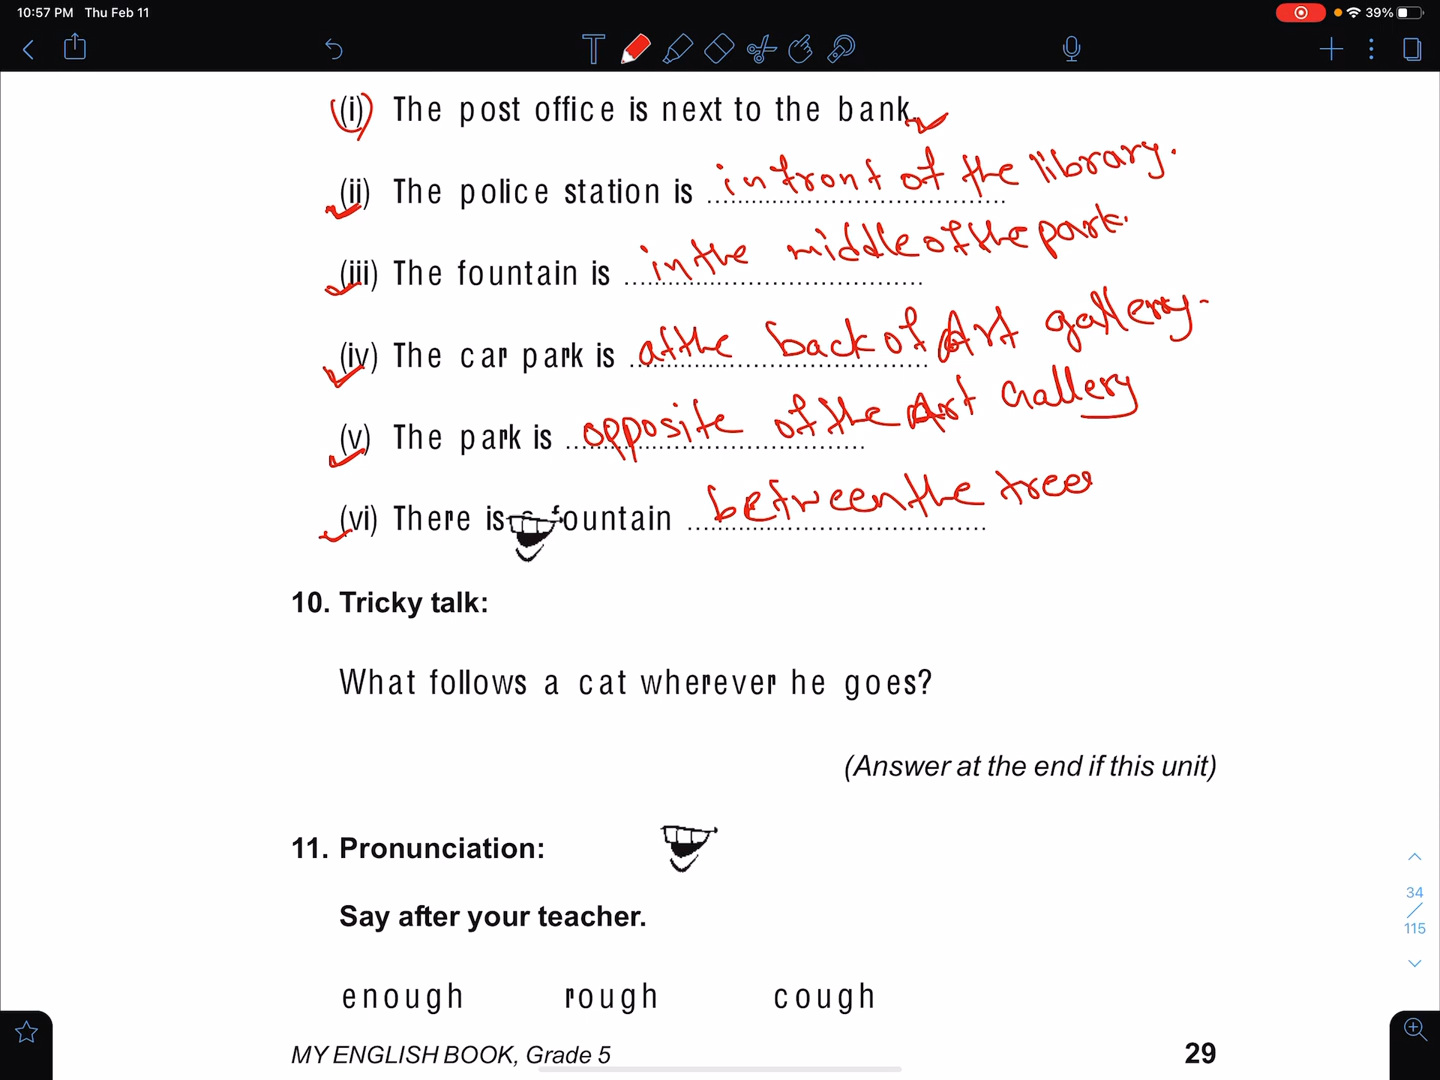 10:57 PM Thu Feb 11
39%
(i) The post office is next to the bank.
(ii) The police station is in front of the library.
(iii) The fountain is in the middle of the park.
(iv) The car park is at the back of Art gallery.
(v) The park is opposite of the Art Gallery
(vi) There is a fountain between the trees
10. Tricky talk:
What follows a cat wherever he goes?
(Answer at the end if this unit)
11. Pronunciation:
Say after your teacher.
enough rough cough
MY ENGLISH BOOK, Grade 5 29
34
/
115